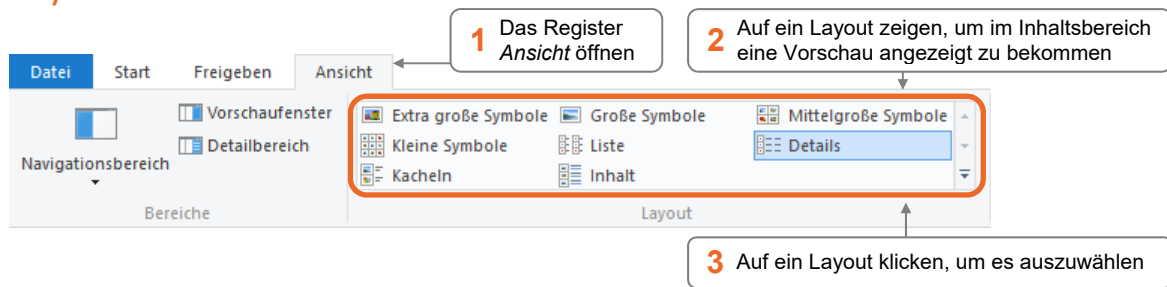 1 Das Register
Ansicht öffnen
2 Auf ein Layout zeigen, um im Inhaltsbereich
eine Vorschau angezeigt zu bekommen
Datei Start Freigeben Ansicht
Navigationsbereich
Vorschaufenster
Detailbereich
Bereiche
Extra große Symbole Große Symbole Mittelgroße Symbole
Kleine Symbole Liste Details
Kacheln Inhalt
Layout
3 Auf ein Layout klicken, um es auszuwählen